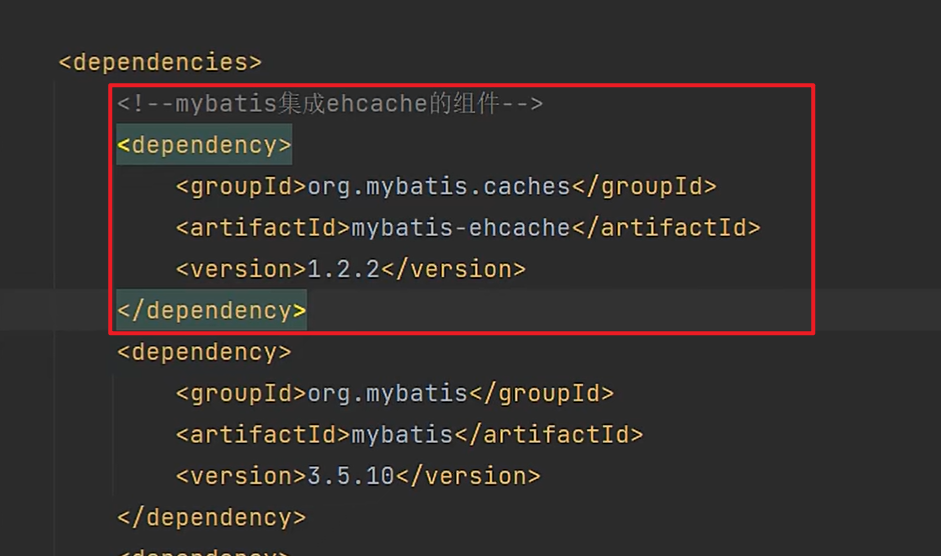 <dependencies>
<!--mybatis集成ehcache的组件-->
<dependency>
<groupId>org.mybatis.caches</groupId>
<artifactId>mybatis-ehcache</artifactId>
<version>1.2.2</version>
</dependency>
<dependency>
<groupId>org.mybatis</groupId>
<artifactId>mybatis</artifactId>
<version>3.5.10</version>
</dependency>
<dependency>